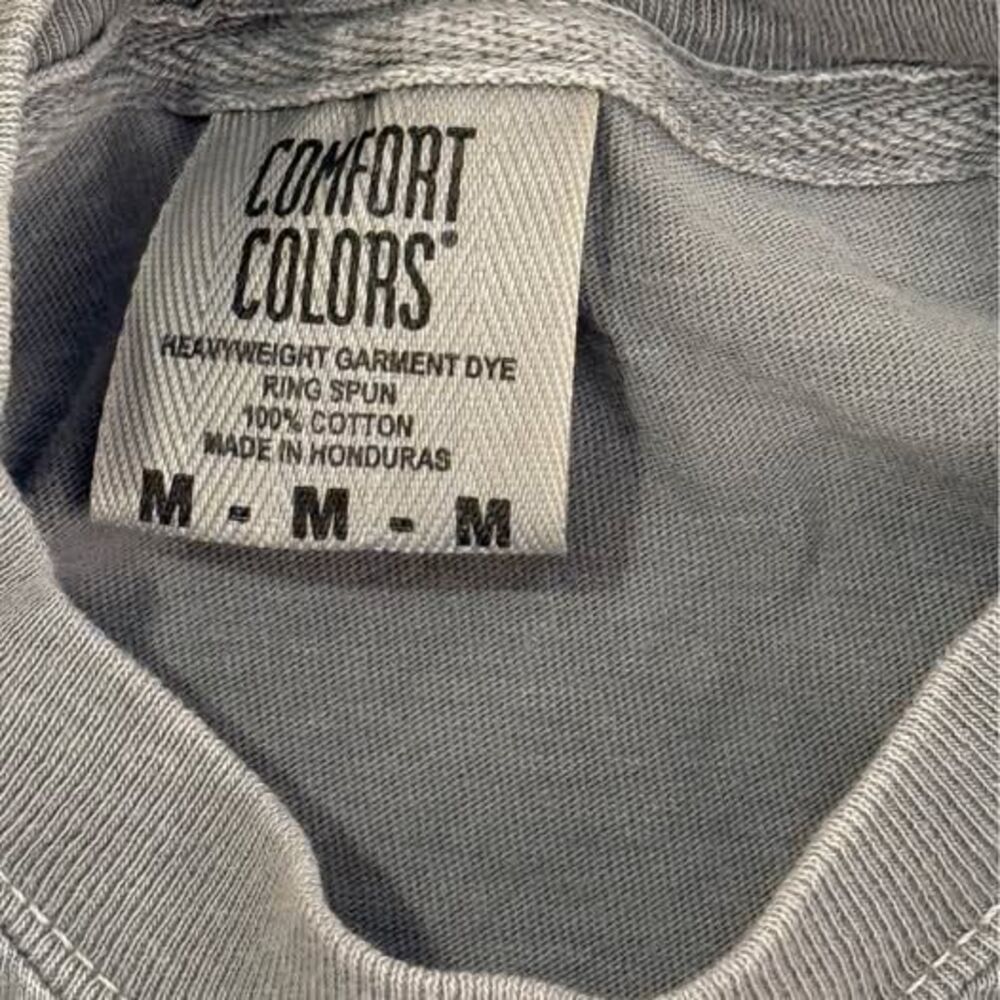 COMFORT
COLORS®
HEAVYWEIGHT GARMENT DYE
RING SPUN
100% COTTON
MADE IN HONDURAS
M - M - M